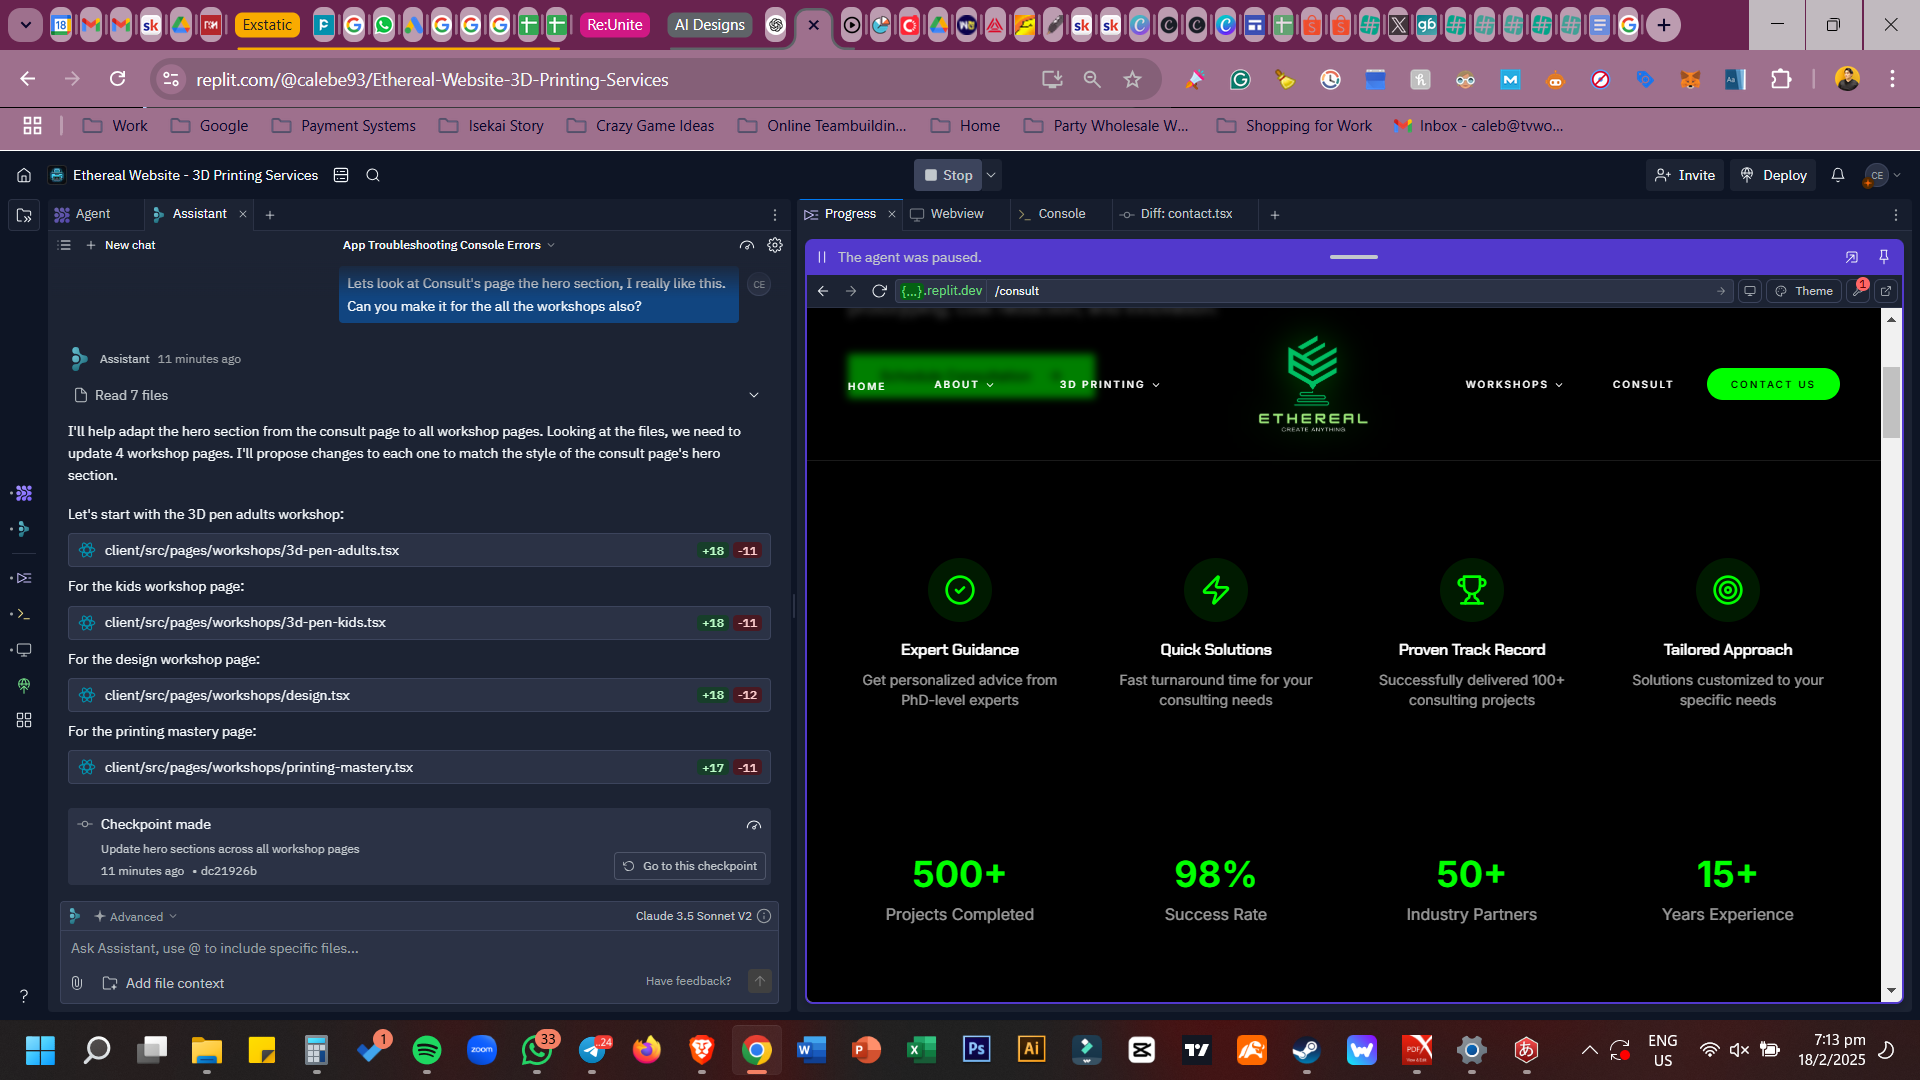 18
sk
Exstatic
Re:Unite
AI Designs
sk
sk
gb
replit.com/@calebe93/Ethereal-Website-3D-Printing-Services
Work
Google
Payment Systems
Isekai Story
Crazy Game Ideas
Online Teambuildin...
Home
Party Wholesale W...
Shopping for Work
Inbox - caleb@tvwo...
Ethereal Website - 3D Printing Services
Stop
Invite
Deploy
CE
Agent
Assistant
Progress
Webview
Console
Diff: contact.tsx
New chat
App Troubleshooting Console Errors
Lets look at Consult's page the hero section, I really like this.
Can you make it for the all the workshops also?
CE
Assistant 11 minutes ago
Read 7 files
I'll help adapt the hero section from the consult page to all workshop pages. Looking at the files, we need to
update 4 workshop pages. I'll propose changes to each one to match the style of the consult page's hero
section.
Let's start with the 3D pen adults workshop:
client/src/pages/workshops/3d-pen-adults.tsx +18 -11
For the kids workshop page:
client/src/pages/workshops/3d-pen-kids.tsx +18 -11
For the design workshop page:
client/src/pages/workshops/design.tsx +18 -12
For the printing mastery page:
client/src/pages/workshops/printing-mastery.tsx +17 -11
Checkpoint made
Update hero sections across all workshop pages
11 minutes ago • dc21926b
Go to this checkpoint
Advanced
Claude 3.5 Sonnet V2
Ask Assistant, use @ to include specific files...
Add file context
Have feedback?
The agent was paused.
{...}.replit.dev /consult
Theme
1
HOME
ABOUT
3D PRINTING
ETHEREAL
CREATE ANYTHING
WORKSHOPS
CONSULT
CONTACT US
Expert Guidance
Get personalized advice from
PhD-level experts
Quick Solutions
Fast turnaround time for your
consulting needs
Proven Track Record
Successfully delivered 100+
consulting projects
Tailored Approach
Solutions customized to your
specific needs
500+
Projects Completed
98%
Success Rate
50+
Industry Partners
15+
Years Experience
1
zoom
33
..24
Ps
Ai
ENG
US
7:13 pm
18/2/2025